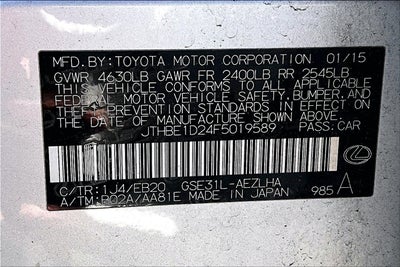 MFD.BY:TOYOTA MOTOR CORPORATION 01/15
GVWR 4630LB GAWR FR 2400LB RR 2545LB
THIS VEHICLE CONFORMS TO ALL APPLICABLE
FEDERAL MOTOR VEHICLE SAFETY,BUMPER,AND
THEFT PREVENTION STANDARDS IN EFFECT ON
THE DATE OF MANUFACTURE SHOWN ABOVE.
JTHBE1D24F5019589 PASS.CAR
C/TR:1J4/EB20 GSE31L-AEZLHA
A/TM:B02A/AA81E MADE IN JAPAN 985 A